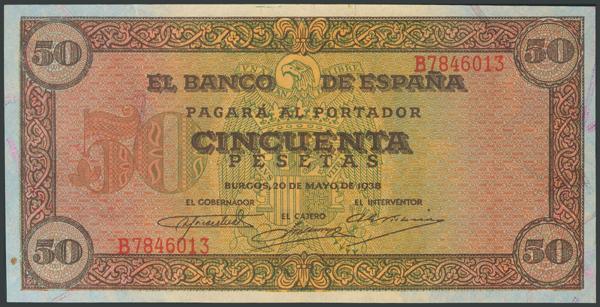 50 50
B7846013
EL BANCO DE ESPAÑA
PAGARÁ AL PORTADOR
50
CINCUENTA
PESETAS
BURGOS, 20 DE MAYO DE 1938
EL GOBERNADOR EL CAJERO EL INTERVENTOR
B7846013
50 50